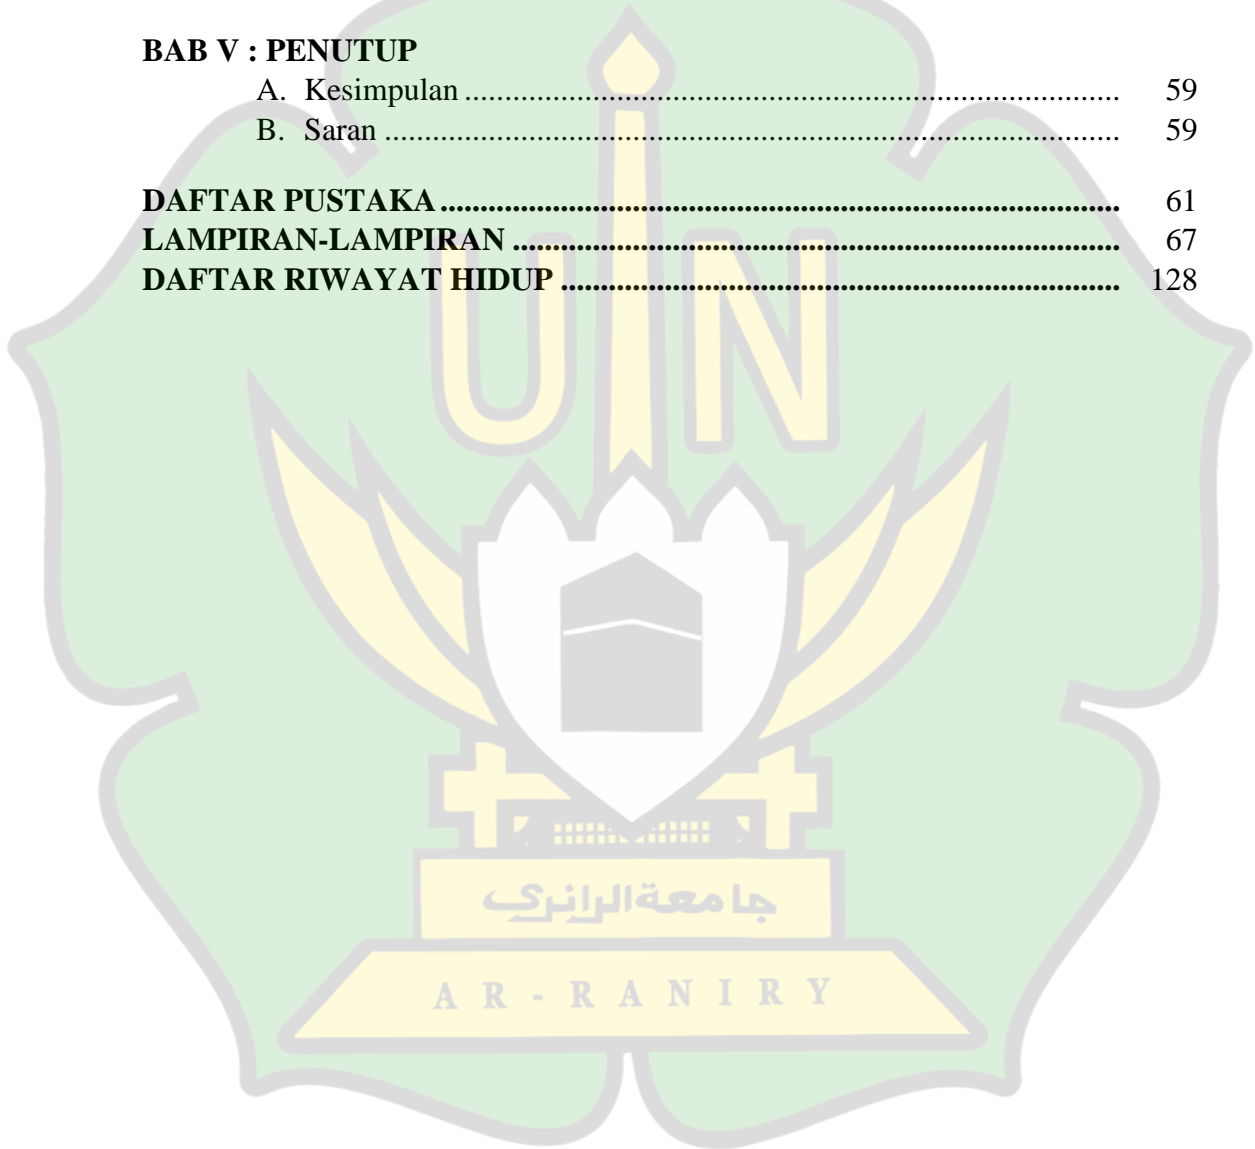 BAB V : PENUTUP
A. Kesimpulan ................................................................................ 59
B. Saran .......................................................................................... 59
DAFTAR PUSTAKA ..................................................................................... 61
LAMPIRAN-LAMPIRAN ............................................................................ 67
DAFTAR RIWAYAT HIDUP ...................................................................... 128
UIN
جامعة الرانري
AR-RANIRY